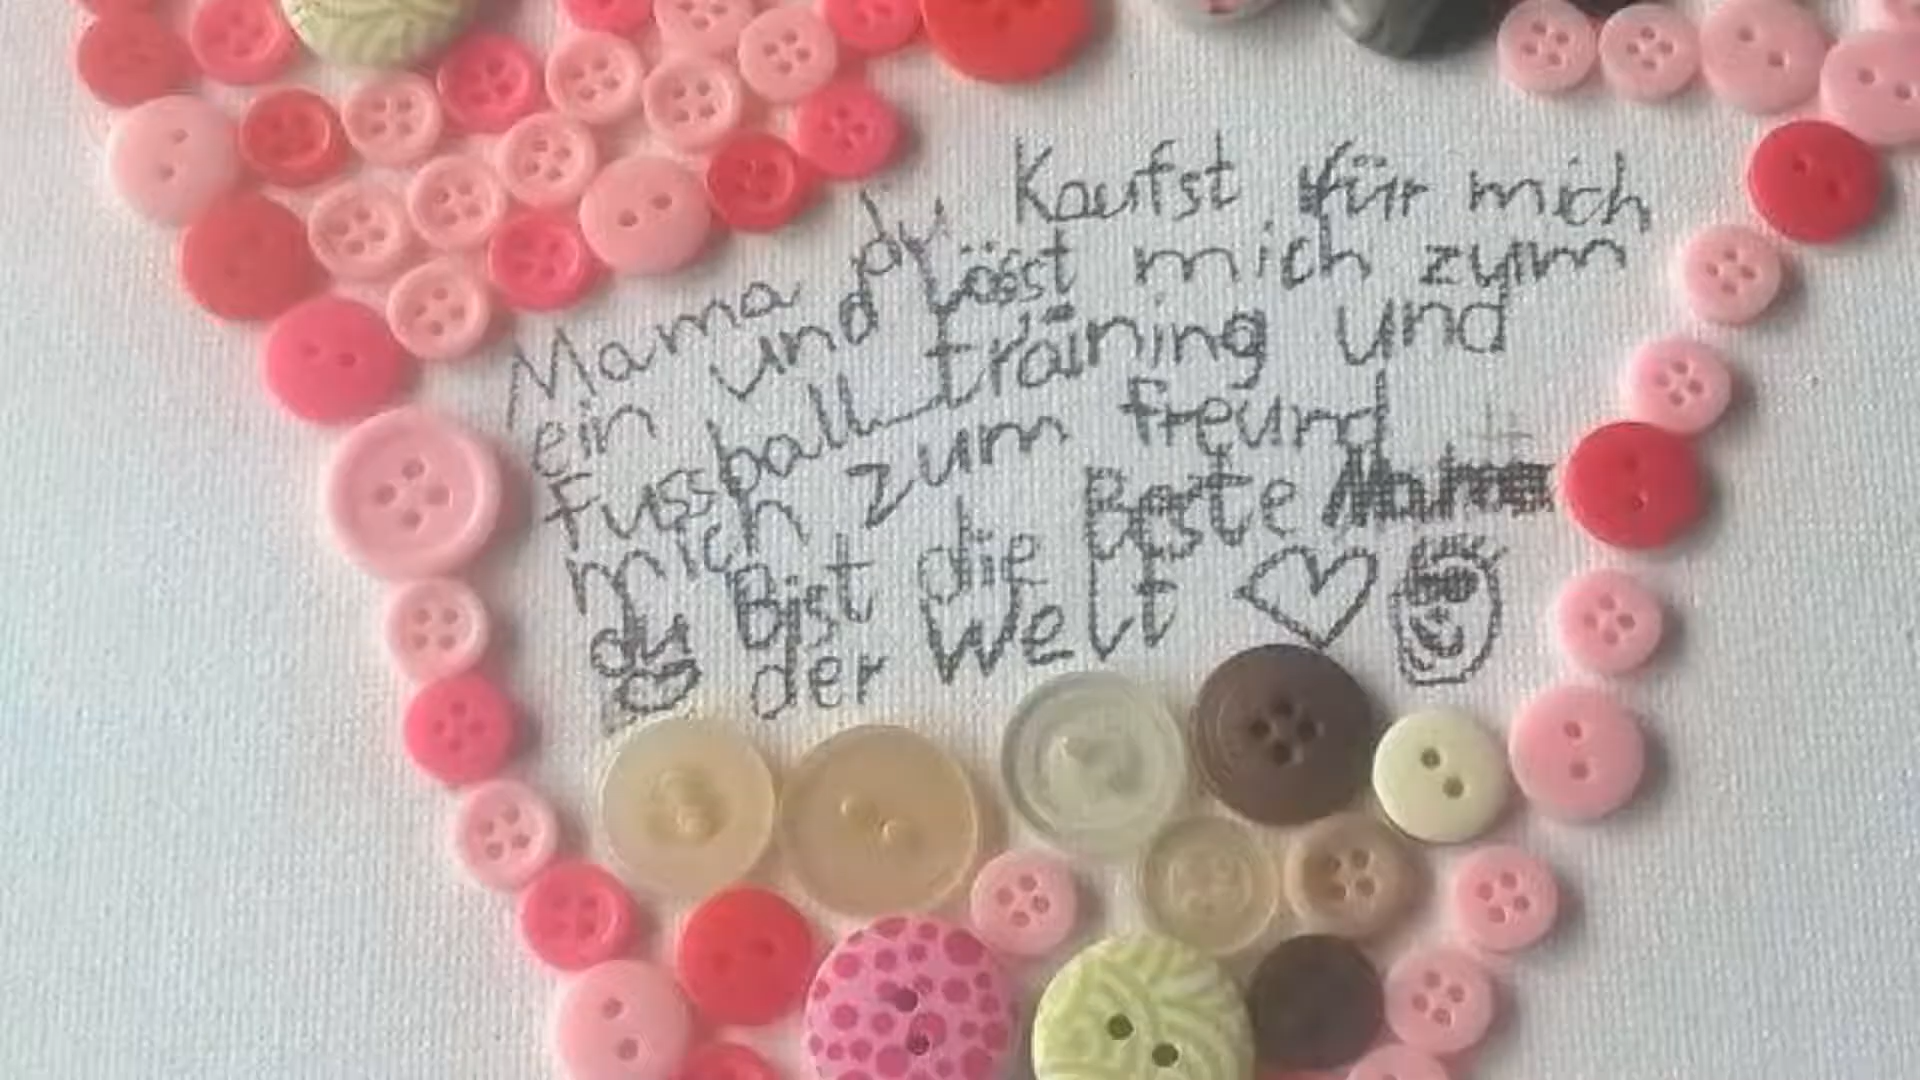 Mama du Kaufst für mich
ein und lässt mich zum
fussball training und
mich zum freund
du Bist die Beste
der Welt